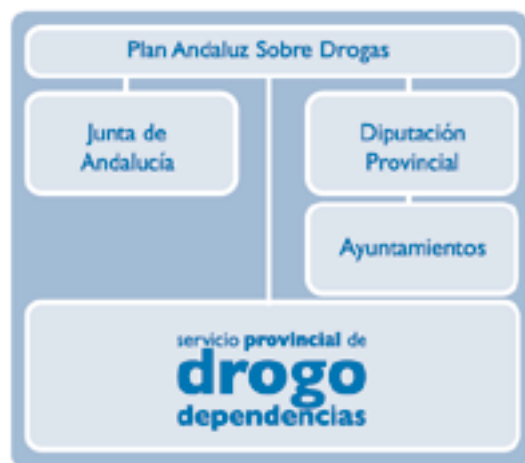 Plan Andaluz Sobre Drogas
Junta de
Andalucía
Diputación
Provincial
Ayuntamientos
servicio provincial de
drogo
dependencias